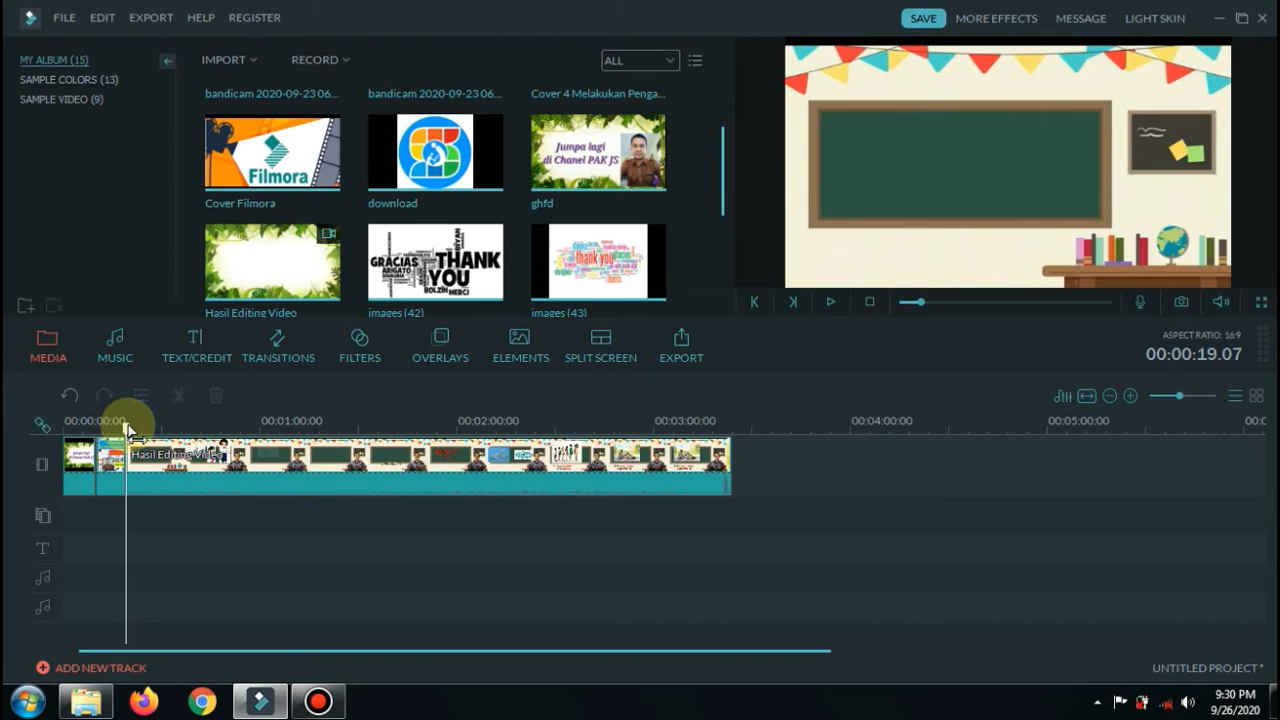 FILE EDIT EXPORT HELP REGISTER SAVE MORE EFFECTS MESSAGE LIGHT SKIN
MY ALBUM (15)
SAMPLE COLORS (13)
SAMPLE VIDEO (9)
IMPORT RECORD ALL
bandicam 2020-09-23 06... bandicam 2020-09-23 06... Cover 4 Melakukan Penga...
Filmora
Jumpa lagi
di Chanel PAK JS
Cover Filmora download ghfd
GRACIAS THANK
ARIGATO YOU
BOLZIN MERCI
thank you
Hasil Editing Video images (42) images (43)
MEDIA MUSIC TEXT/CREDIT TRANSITIONS FILTERS OVERLAYS ELEMENTS SPLIT SCREEN EXPORT
ASPECT RATIO: 16:9
00:00:19.07
00:00:00:00 00:01:00:00 00:02:00:00 00:03:00:00 00:04:00:00 00:05:00:00
Hasil Editing Video
T
ADD NEW TRACK
UNTITLED PROJECT *
9:30 PM
9/26/2020